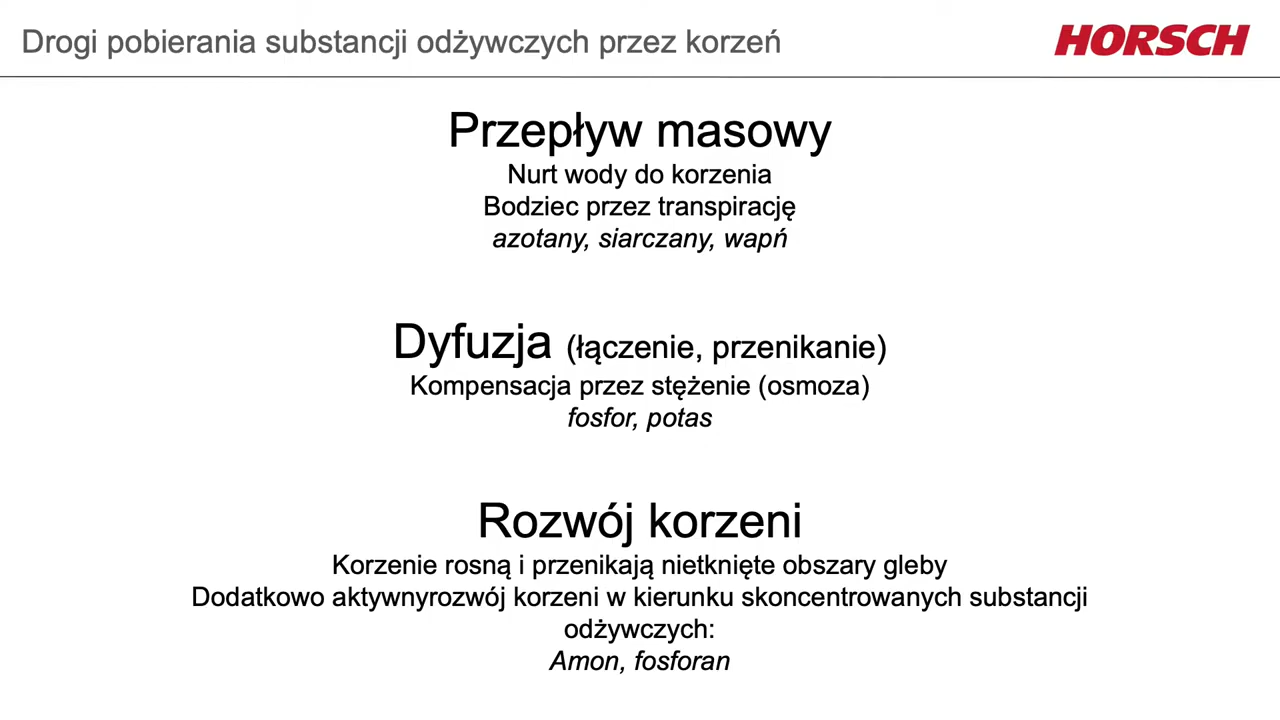 Drogi pobierania substancji odżywczych przez korzeń
HORSCH
Przepływ masowy
Nurt wody do korzenia
Bodziec przez transpirację
azotany, siarczany, wapń
Dyfuzja (łączenie, przenikanie)
Kompensacja przez stężenie (osmoza)
fosfor, potas
Rozwój korzeni
Korzenie rosną i przenikają nietknięte obszary gleby
Dodatkowo aktywnyrozwój korzeni w kierunku skoncentrowanych substancji
odżywczych:
Amon, fosforan